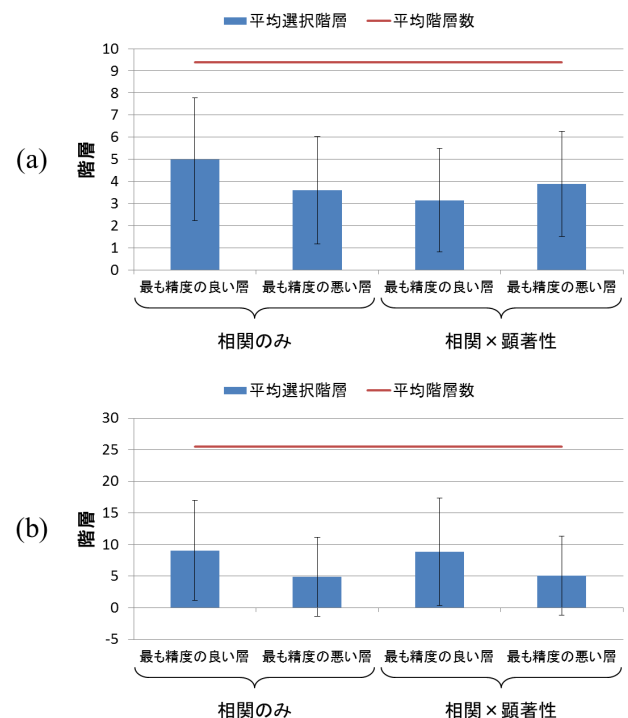 平均選択階層 平均階層数
10
9
8
7
6
5
4
3
2
1
0
階層
(a)
最も精度の良い層 最も精度の悪い層 最も精度の良い層 最も精度の悪い層
相関のみ 相関×顕著性
平均選択階層 平均階層数
30
25
20
15
10
5
0
-5
階層
(b)
最も精度の良い層 最も精度の悪い層 最も精度の良い層 最も精度の悪い層
相関のみ 相関×顕著性